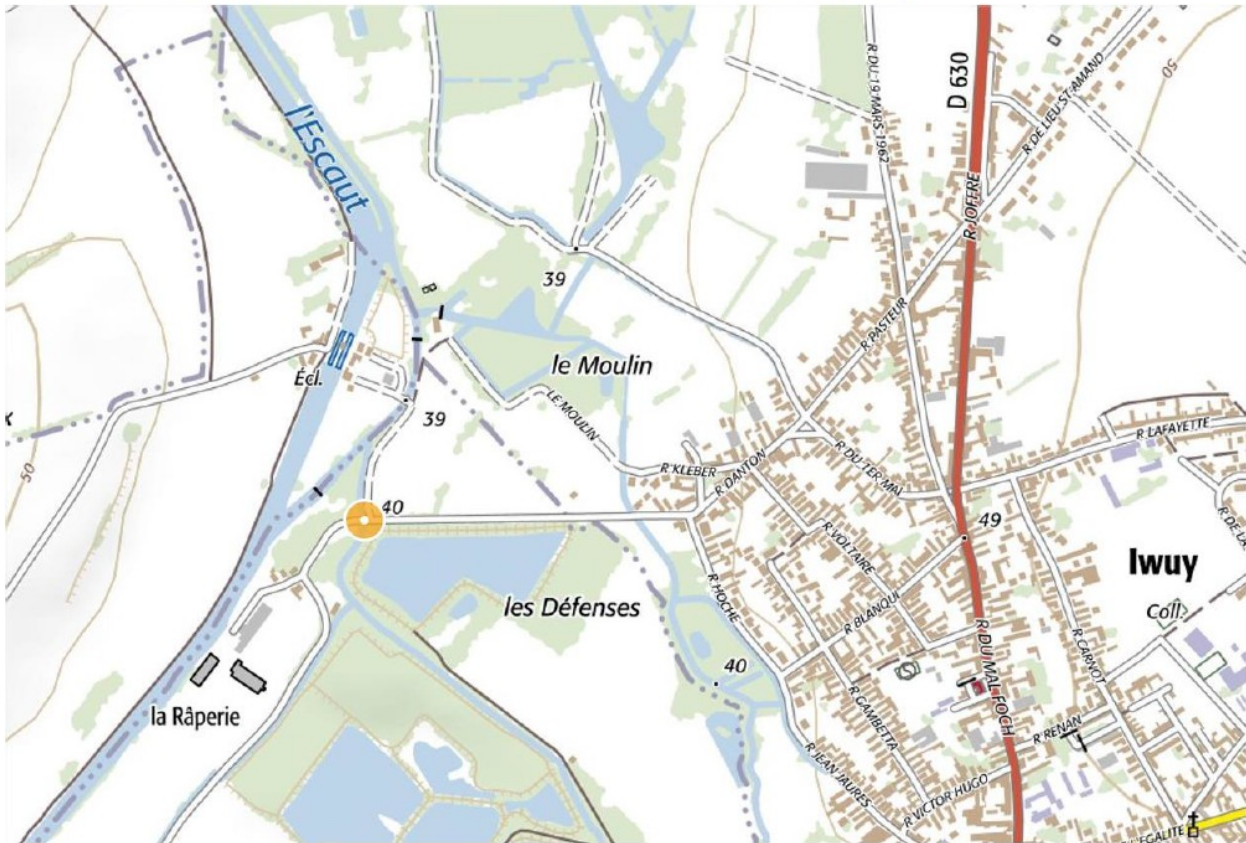 R DU 19 MARS 1962
D 630
R DE LIEU ST-AMAND
50
l'Escaut
R JOFFRE
39
R PASTEUR
le Moulin
Écl.
LE MOULIN
39
R LAFAYETTE
50
R KLEBER
R DANTON
R DU 1ER MAI
40
49
R VOLTAIRE
Iwuy
R HOCHE
R BLANQUI
les Défenses
Coll.
R DU MAL FOCH
R CARNOT
40
R GAMBETTA
la Râperie
R RENAN
R JEAN JAURES
R VICTOR HUGO
L'EGALITE